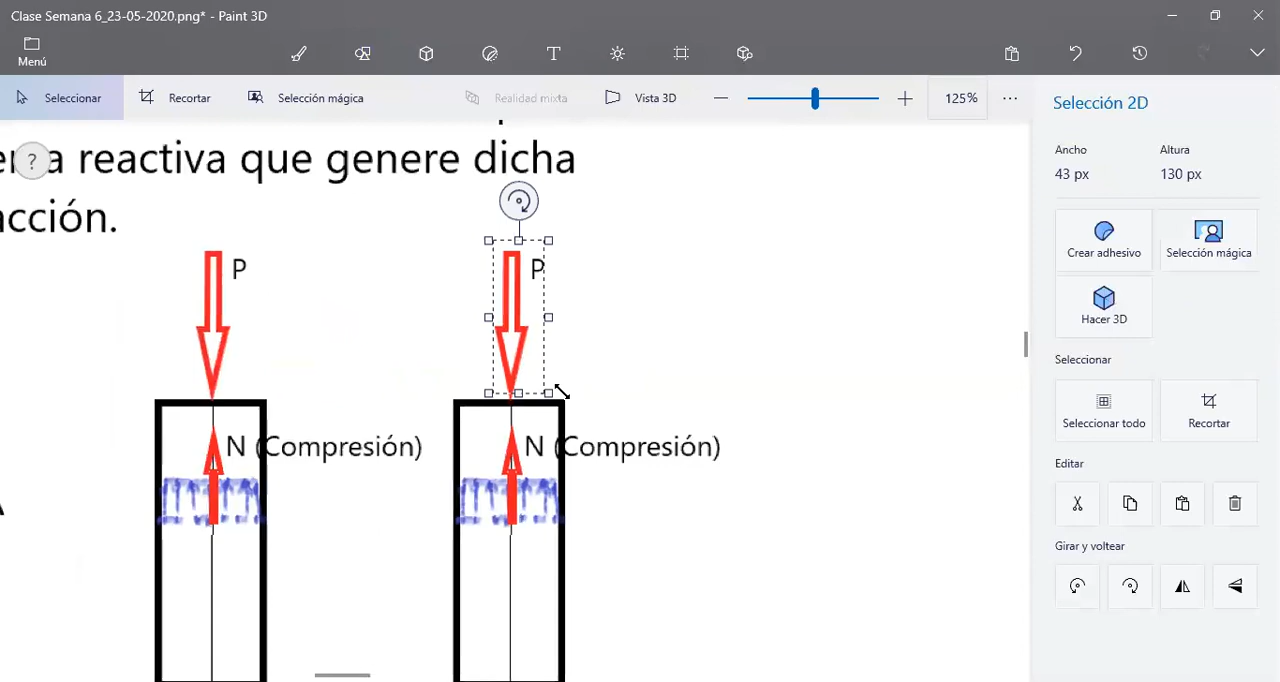 Clase Semana 6_23-05-2020.png* - Paint 3D
Menú
Seleccionar
Recortar
Selección mágica
Realidad mixta
Vista 3D
125%
Selección 2D
Ancho
Altura
43 px
130 px
Crear adhesivo
Selección mágica
Hacer 3D
Seleccionar
Seleccionar todo
Recortar
Editar
Girar y voltear
?
a reactiva que genere dicha
acción.
P
P
N (Compresión)
N (Compresión)